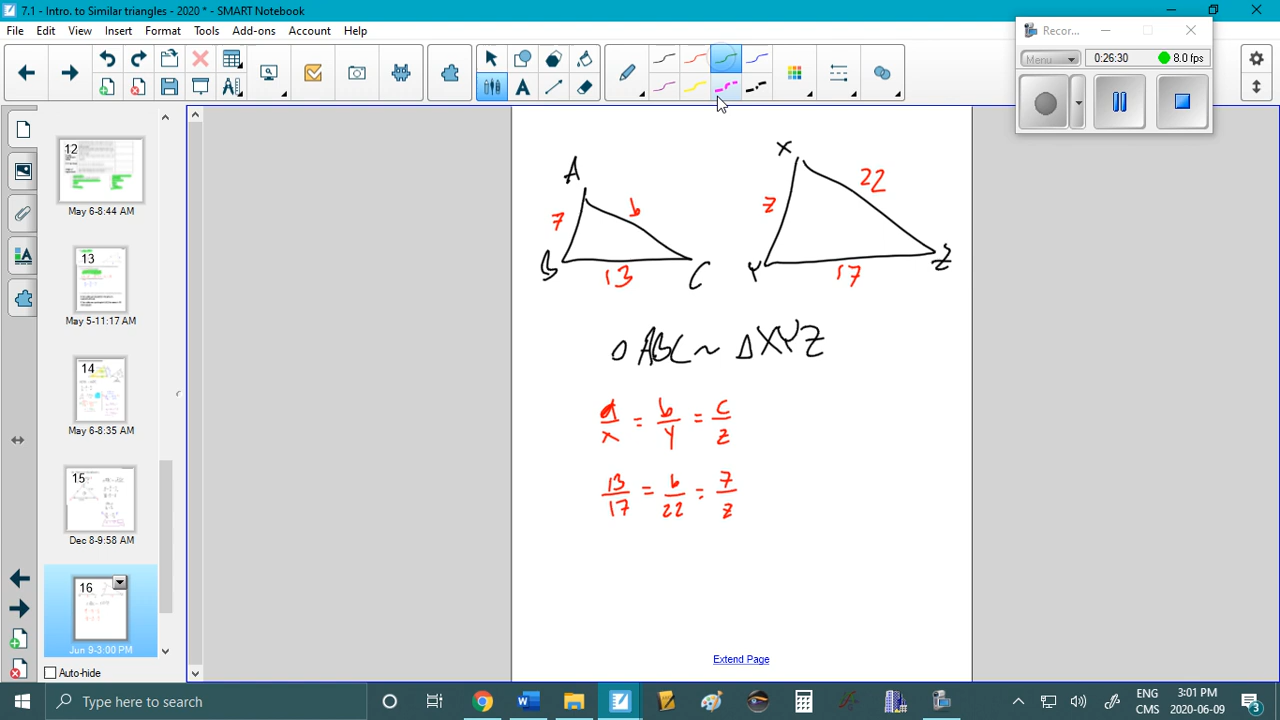 7.1 - Intro. to Similar triangles - 2020 * - SMART Notebook
File Edit View Insert Format Tools Add-ons Account Help
Recor...
Menu
0:26:30
8.0 fps
12
May 6-8:44 AM
13
May 5-11:17 AM
14
May 6-8:35 AM
15
Dec 8-9:58 AM
16
Jun 9-3:00 PM
Auto-hide
A
7 b
B 13 C
X
z 22
Y 17 Z
△ABC ~ △XYZ
a/x = b/y = c/z
13/17 = b/22 = 7/z
Extend Page
Type here to search
ENG
CMS
3:01 PM
2020-06-09
3